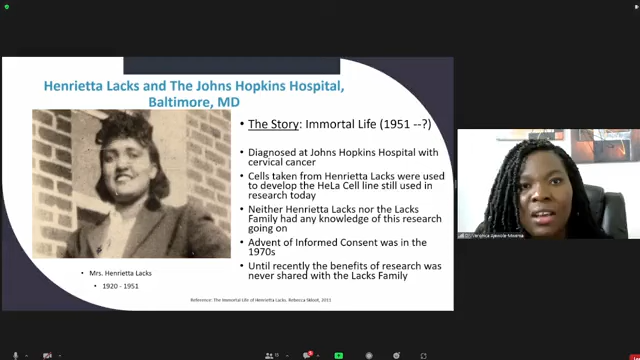 Henrietta Lacks and The Johns Hopkins Hospital,
Baltimore, MD
• The Story: Immortal Life (1951 --?)
• Diagnosed at Johns Hopkins Hospital with
cervical cancer
• Cells taken from Henrietta Lacks were used
to develop the HeLa Cell line still used in
research today
• Neither Henrietta Lacks nor the Lacks
Family had any knowledge of this research
going on
• Advent of Informed Consent was in the
1970s
• Until recently the benefits of research was
never shared with the Lacks Family
• Mrs. Henrietta Lacks
• 1920 - 1951
Reference: The Immortal Life of Henrietta Lacks. Rebecca Skloot, 2011